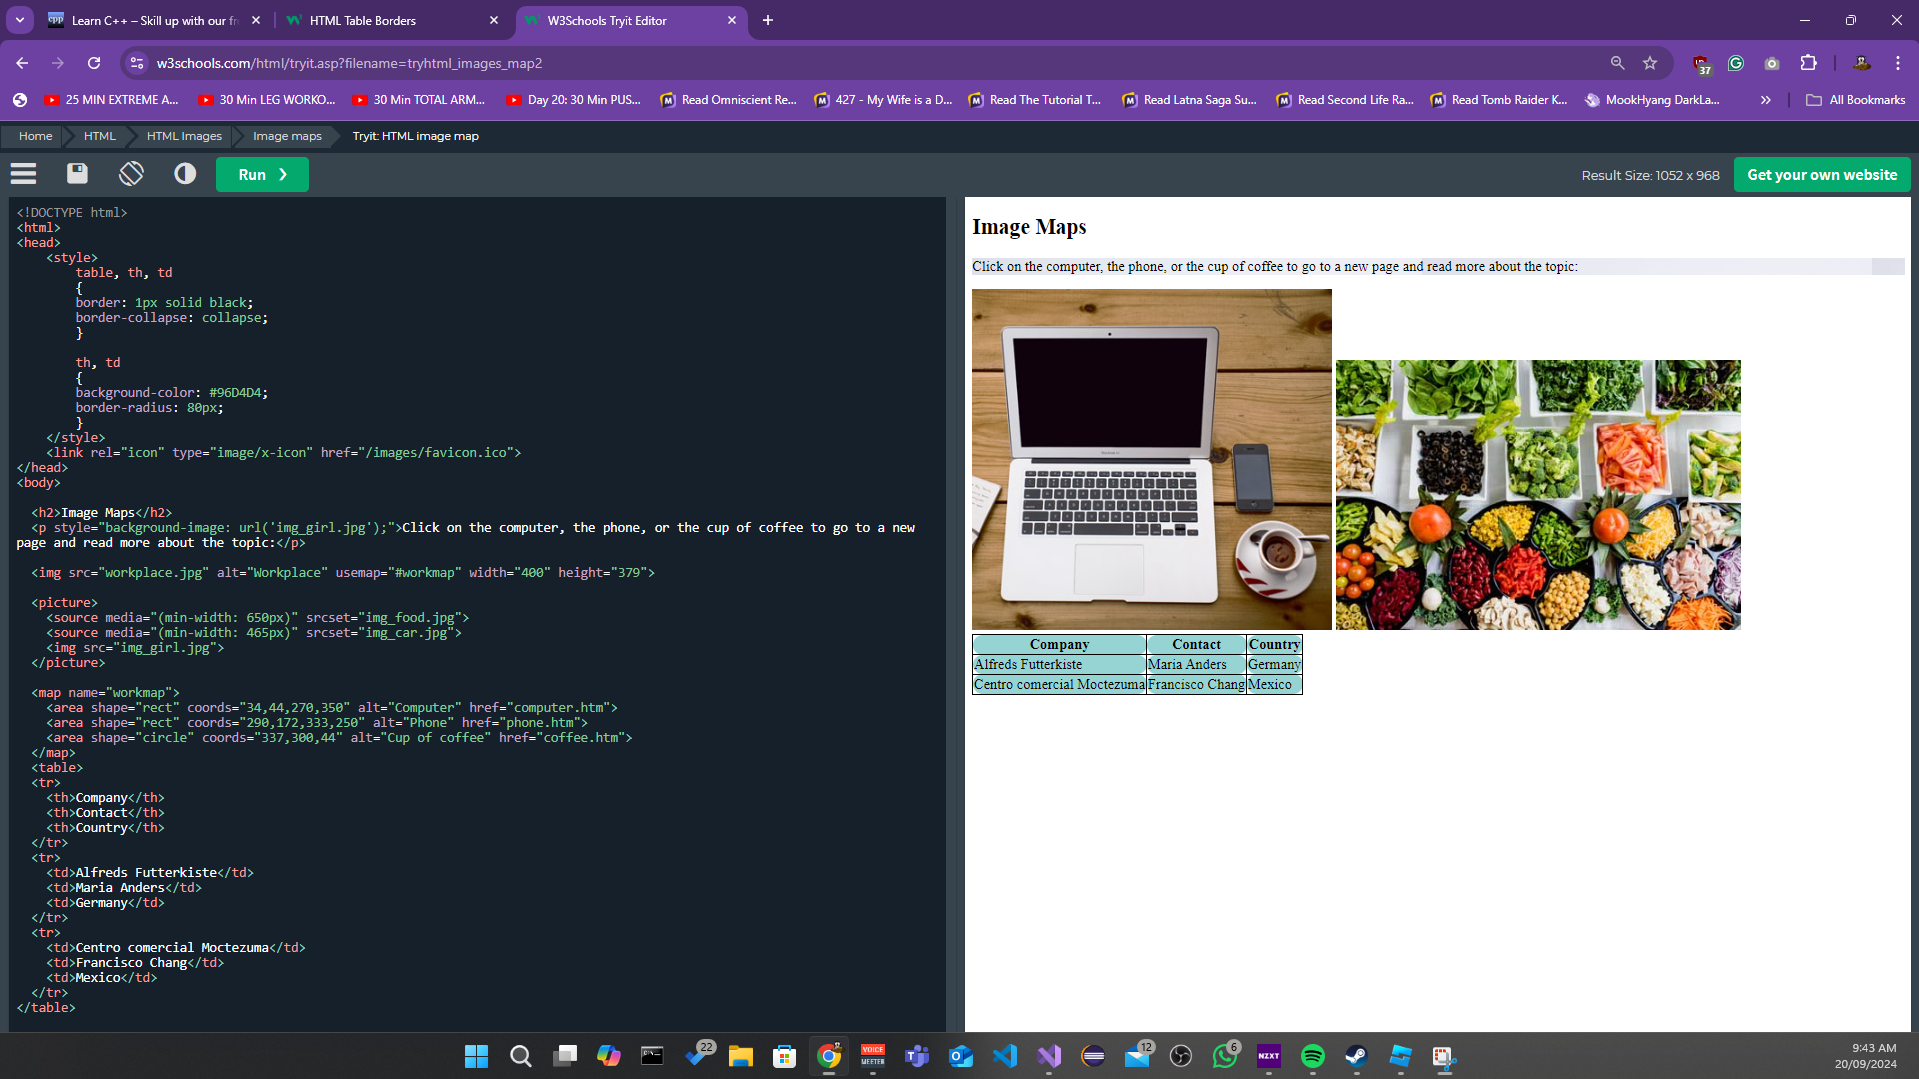 Learn C++ – Skill up with our fr
HTML Table Borders
W3Schools Tryit Editor
w3schools.com/html/tryit.asp?filename=tryhtml_images_map2
37
25 MIN EXTREME A...
30 Min LEG WORKO...
30 Min TOTAL ARM...
Day 20: 30 Min PUS...
Read Omniscient Re...
427 - My Wife is a D...
Read The Tutorial T...
Read Latna Saga Su...
Read Second Life Ra...
Read Tomb Raider K...
MookHyang DarkLa...
All Bookmarks
Home
HTML
HTML Images
Image maps
Tryit: HTML image map
Run
Result Size: 1052 x 968
Get your own website
<!DOCTYPE html>
<html>
<head>
<style>
table, th, td
{
border: 1px solid black;
border-collapse: collapse;
}
th, td
{
background-color: #96D4D4;
border-radius: 80px;
}
</style>
<link rel="icon" type="image/x-icon" href="/images/favicon.ico">
</head>
<body>
<h2>Image Maps</h2>
<p style="background-image: url('img_girl.jpg');">Click on the computer, the phone, or the cup of coffee to go to a new
page and read more about the topic:</p>
<img src="workplace.jpg" alt="Workplace" usemap="#workmap" width="400" height="379">
<picture>
<source media="(min-width: 650px)" srcset="img_food.jpg">
<source media="(min-width: 465px)" srcset="img_car.jpg">
<img src="img_girl.jpg">
</picture>
<map name="workmap">
<area shape="rect" coords="34,44,270,350" alt="Computer" href="computer.htm">
<area shape="rect" coords="290,172,333,250" alt="Phone" href="phone.htm">
<area shape="circle" coords="337,300,44" alt="Cup of coffee" href="coffee.htm">
</map>
<table>
<tr>
<th>Company</th>
<th>Contact</th>
<th>Country</th>
</tr>
<tr>
<td>Alfreds Futterkiste</td>
<td>Maria Anders</td>
<td>Germany</td>
</tr>
<tr>
<td>Centro comercial Moctezuma</td>
<td>Francisco Chang</td>
<td>Mexico</td>
</tr>
</table>
Image Maps
Click on the computer, the phone, or the cup of coffee to go to a new page and read more about the topic:
Company Contact Country
Alfreds Futterkiste Maria Anders Germany
Centro comercial Moctezuma Francisco Chang Mexico
22
VOICE
MEETER
12
6
NZXT
9:43 AM
20/09/2024